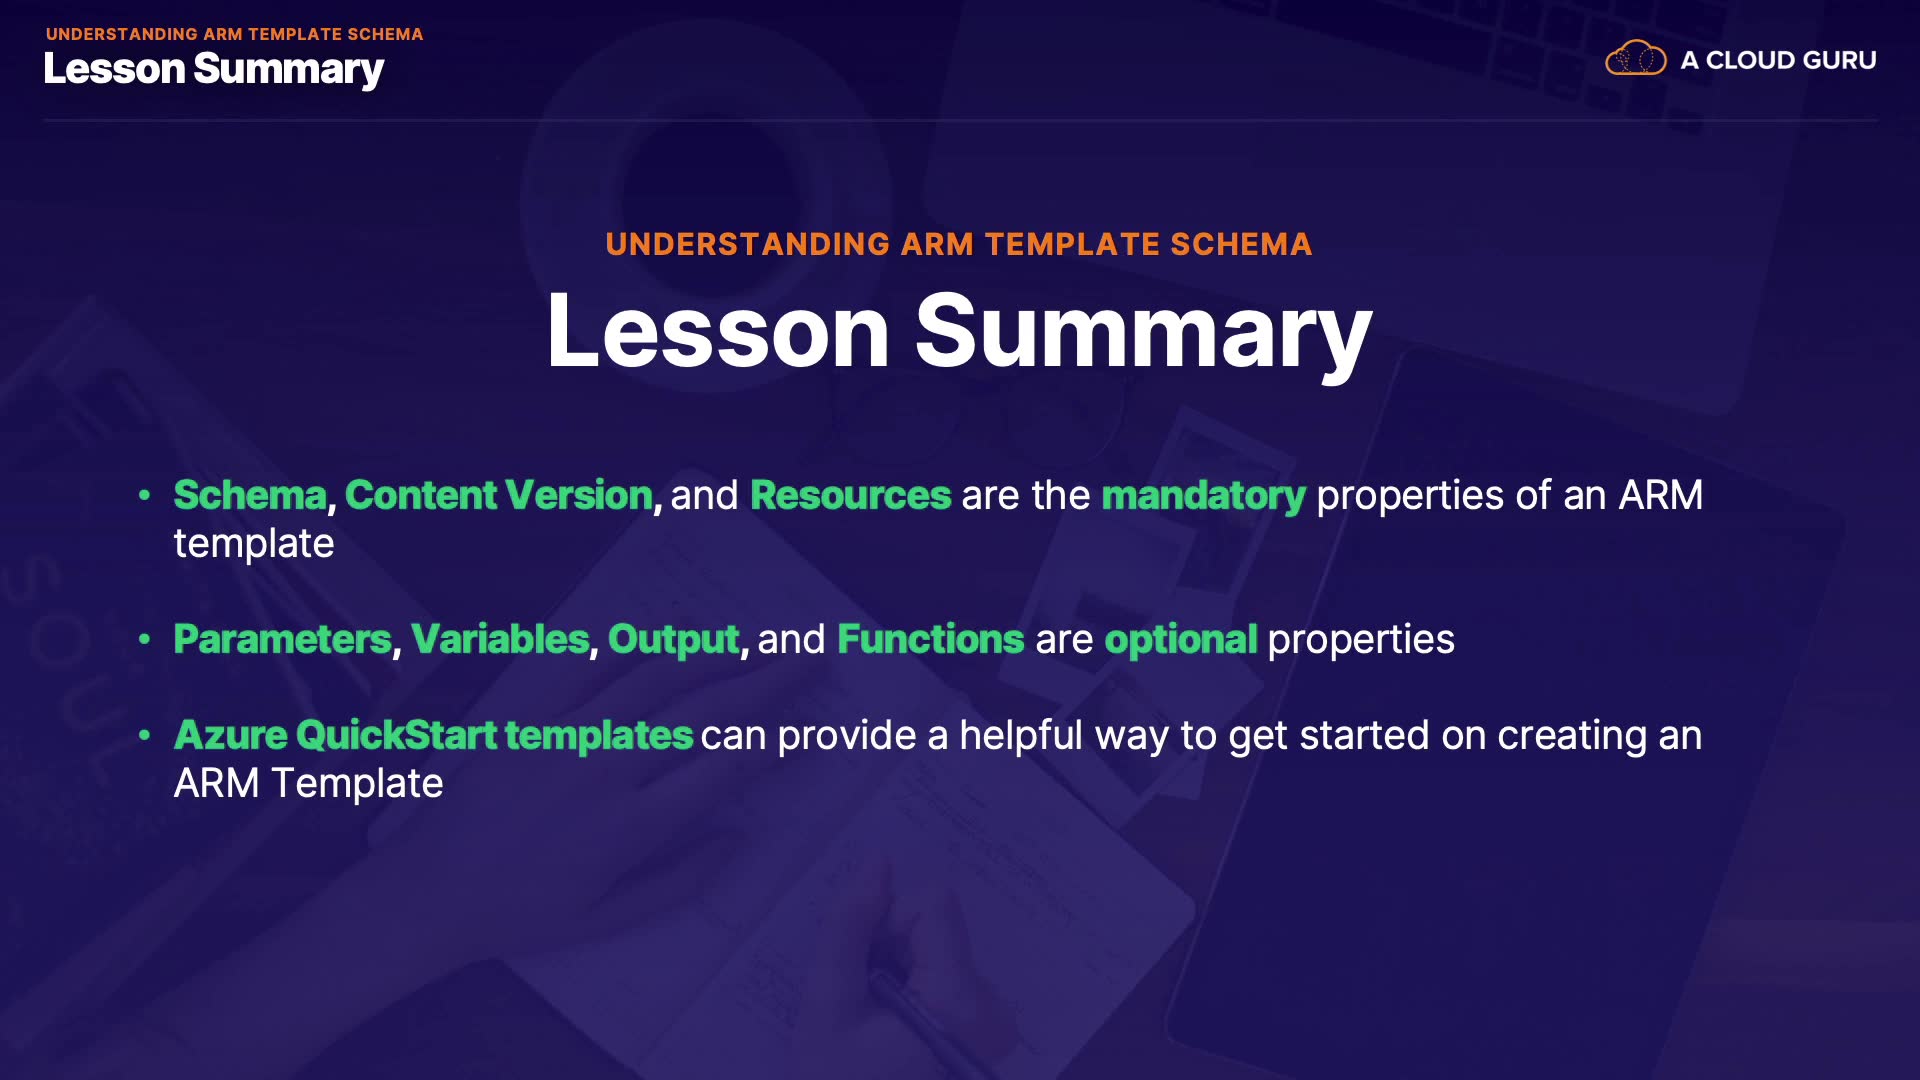 UNDERSTANDING ARM TEMPLATE SCHEMA
Lesson Summary
A CLOUD GURU
UNDERSTANDING ARM TEMPLATE SCHEMA
Lesson Summary
• Schema, Content Version, and Resources are the mandatory properties of an ARM
template
• Parameters, Variables, Output, and Functions are optional properties
• Azure QuickStart templates can provide a helpful way to get started on creating an
ARM Template
SOUL